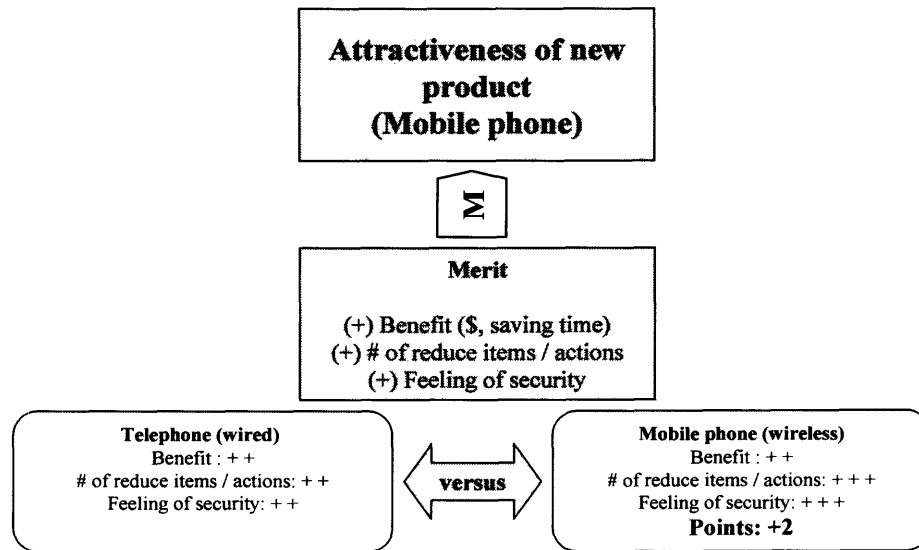 Attractiveness of new
product
(Mobile phone)
M
Merit
(+) Benefit ($, saving time)
(+) # of reduce items / actions
(+) Feeling of security
Telephone (wired)
Benefit : + +
# of reduce items / actions: + +
Feeling of security: + +
versus
Mobile phone (wireless)
Benefit : + +
# of reduce items / actions: + + +
Feeling of security: + + +
Points: +2